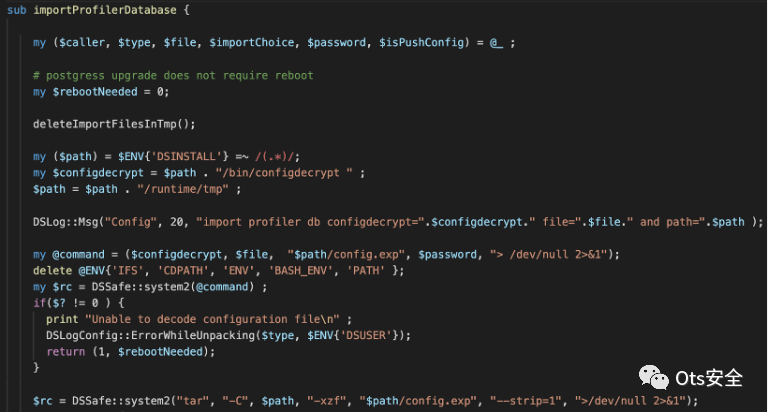 sub importProfilerDatabase {
my ($caller, $type, $file, $importChoice, $password, $isPushConfig) = @_ ;
# postgress upgrade does not require reboot
my $rebootNeeded = 0;
deleteImportFilesInTmp();
my ($path) = $ENV{'DSINSTALL'} =~ /(.*)/;
my $configdecrypt = $path . "/bin/configdecrypt " ;
$path = $path . "/runtime/tmp" ;
DSLog::Msg("Config", 20, "import profiler db configdecrypt=".$configdecrypt." file=".$file." and path=".$path );
my @command = ($configdecrypt, $file,  "$path/config.exp", $password, "> /dev/null 2>&1");
delete @ENV{'IFS', 'CDPATH', 'ENV', 'BASH_ENV', 'PATH' };
my $rc = DSSafe::system2(@command) ;
if($? != 0 ) {
print "Unable to decode configuration file\n" ;
DSLogConfig::ErrorWhileUnpacking($type, $ENV{'DSUSER'});
return (1, $rebootNeeded);
}
$rc = DSSafe::system2("tar", "-C", $path, "-xzf", "$path/config.exp", "--strip=1", ">/dev/null 2>&1");
Ots安全